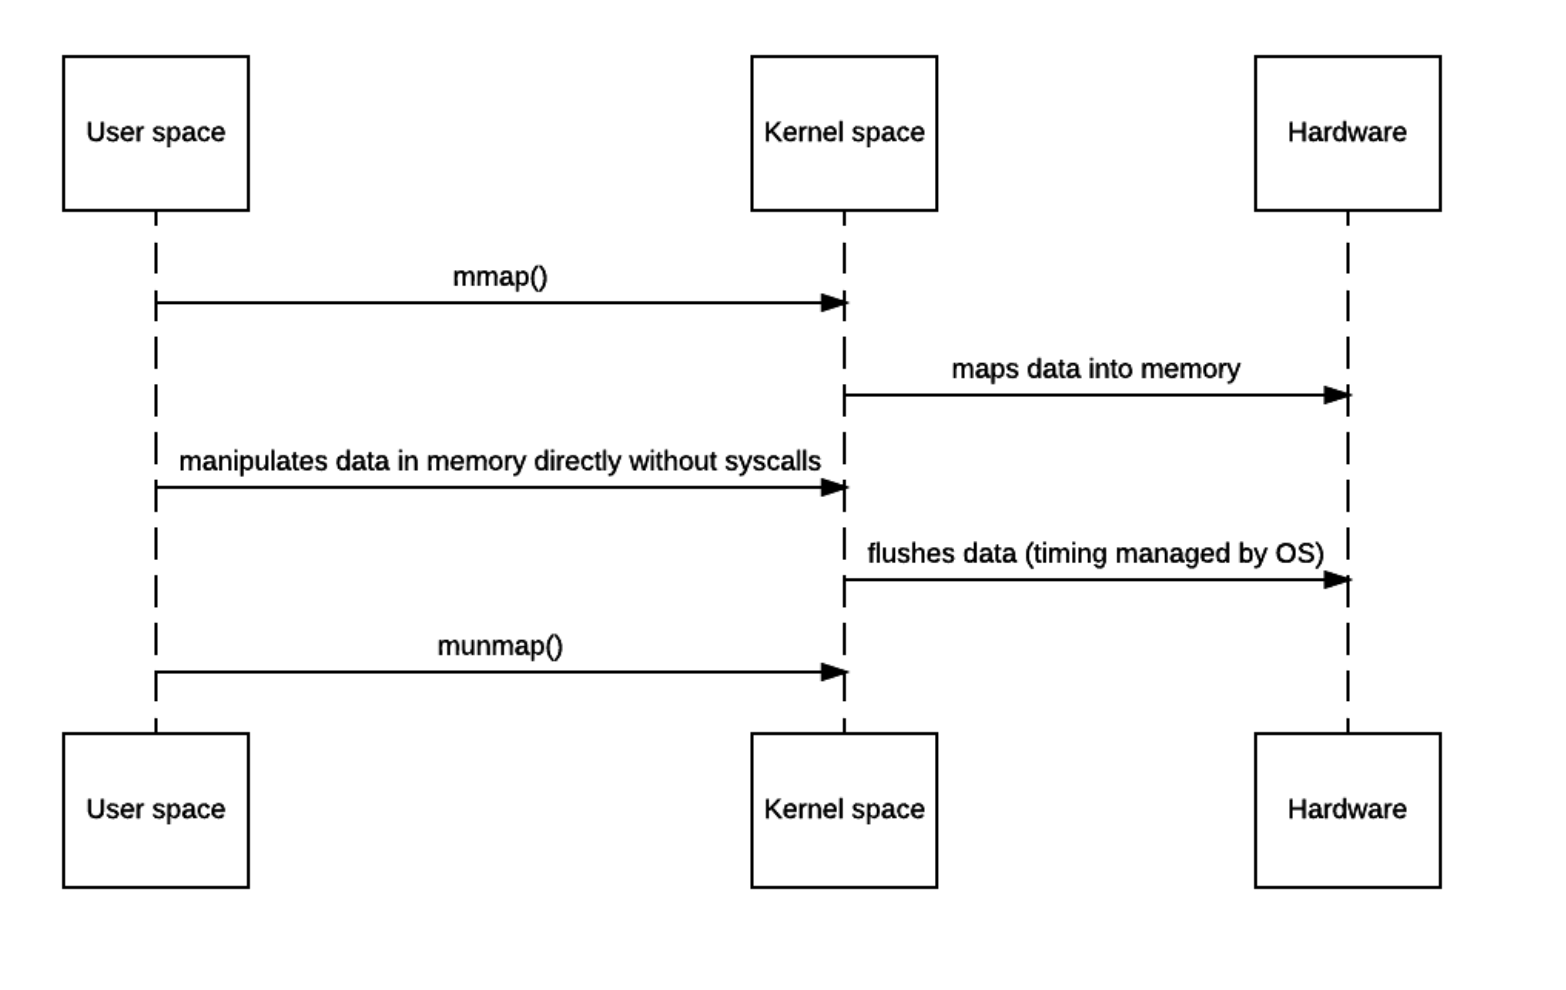 User space
Kernel space
Hardware
mmap()
maps data into memory
manipulates data in memory directly without syscalls
flushes data (timing managed by OS)
munmap()
User space
Kernel space
Hardware